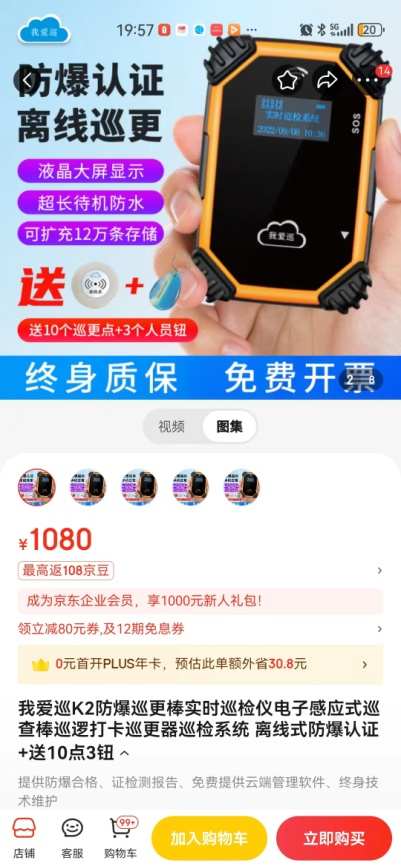 我爱巡
19:57
5G
20
14
防爆认证
离线巡更
液晶大屏显示
超长待机防水
可扩充12万条存储
送
+
送10个巡更点+3个人员钮
实时巡检系统
2022/09/08 10:36
SOS
我爱巡
终身质保 免费开票
视频
图集
¥1080
最高返108京豆
成为京东企业会员，享1000元新人礼包！
领立减80元券,及12期免息券
0元首开PLUS年卡，预估此单额外省30.8元
我爱巡K2防爆巡更棒实时巡检仪电子感应式巡
查棒巡逻打卡巡更器巡检系统 离线式防爆认证
+送10点3钮
提供防爆合格、证检测报告、免费提供云端管理软件、终身技
术维护
店铺
客服
99+
购物车
加入购物车
立即购买